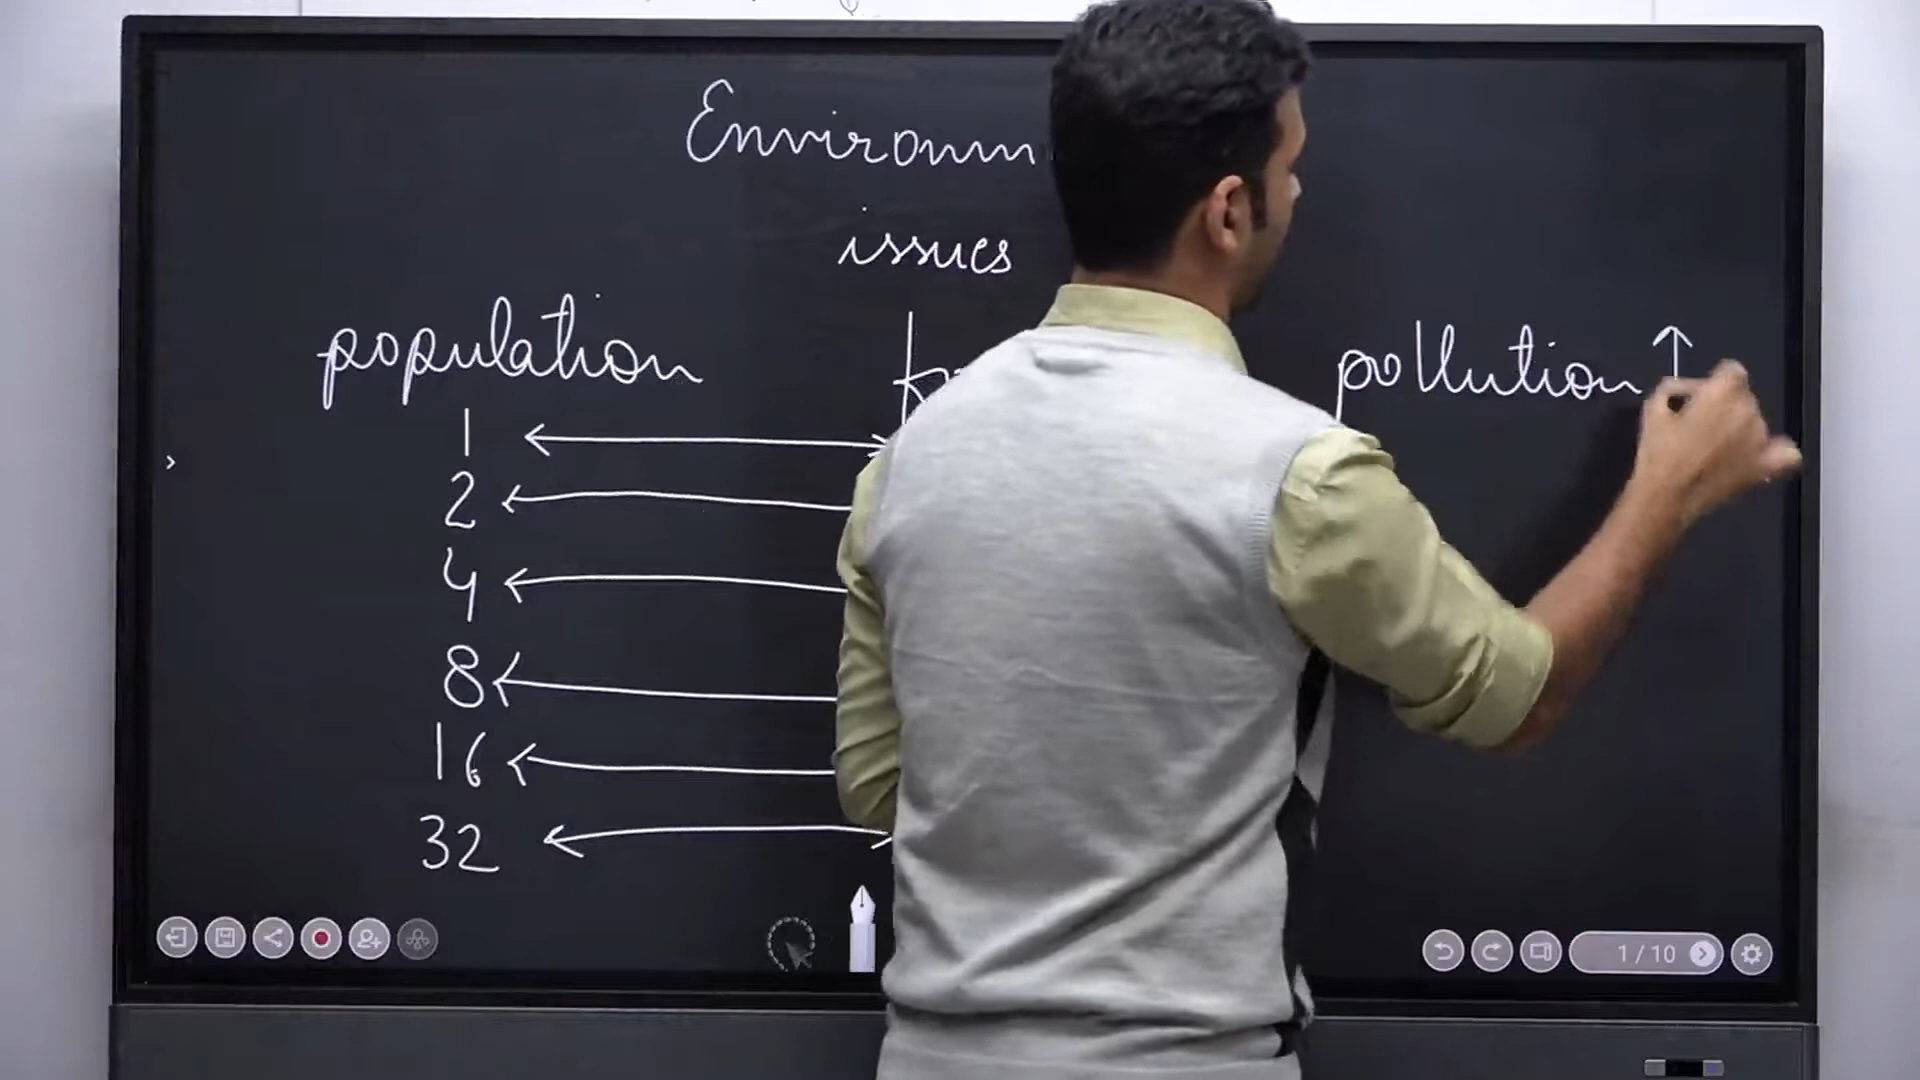 Environm
issues
population
pollution ↑
1
2
4
8
16
32
1/10